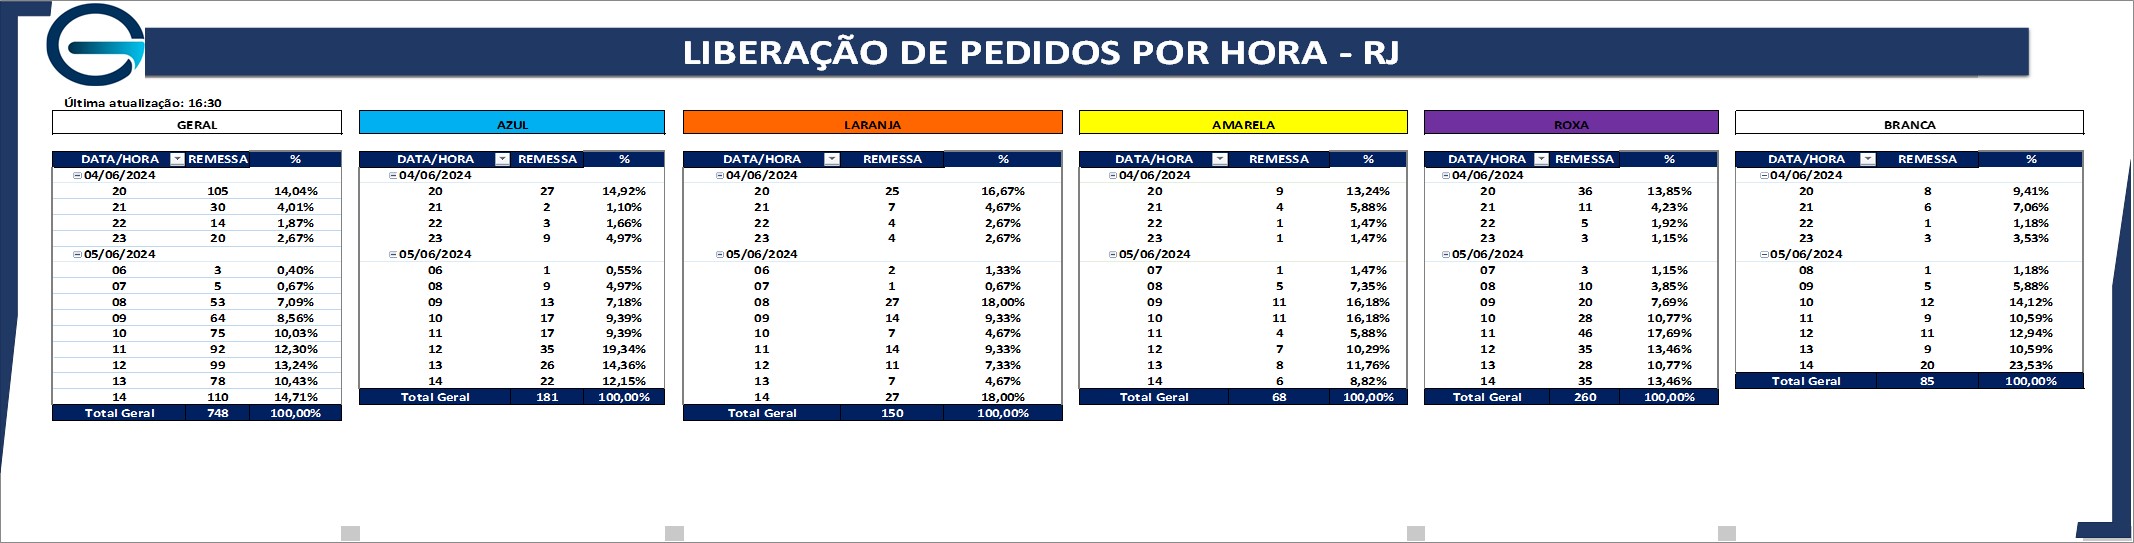 LIBERAÇÃO DE PEDIDOS POR HORA - RJ
Última atualização: 16:30
GERAL
DATA/HORA REMESSA %
04/06/2024
20 105 14,04%
21 30 4,01%
22 14 1,87%
23 20 2,67%
05/06/2024
06 3 0,40%
07 5 0,67%
08 53 7,09%
09 64 8,56%
10 75 10,03%
11 92 12,30%
12 99 13,24%
13 78 10,43%
14 110 14,71%
Total Geral 748 100,00%
AZUL
DATA/HORA REMESSA %
04/06/2024
20 27 14,92%
21 2 1,10%
22 3 1,66%
23 9 4,97%
05/06/2024
06 1 0,55%
08 9 4,97%
09 13 7,18%
10 17 9,39%
11 17 9,39%
12 35 19,34%
13 26 14,36%
14 22 12,15%
Total Geral 181 100,00%
LARANJA
DATA/HORA REMESSA %
04/06/2024
20 25 16,67%
21 7 4,67%
22 4 2,67%
23 4 2,67%
05/06/2024
06 2 1,33%
07 1 0,67%
08 27 18,00%
09 14 9,33%
10 7 4,67%
11 14 9,33%
12 11 7,33%
13 7 4,67%
14 27 18,00%
Total Geral 150 100,00%
AMARELA
DATA/HORA REMESSA %
04/06/2024
20 9 13,24%
21 4 5,88%
22 1 1,47%
23 1 1,47%
05/06/2024
07 1 1,47%
08 5 7,35%
09 11 16,18%
10 11 16,18%
11 4 5,88%
12 7 10,29%
13 8 11,76%
14 6 8,82%
Total Geral 68 100,00%
ROXA
DATA/HORA REMESSA %
04/06/2024
20 36 13,85%
21 11 4,23%
22 5 1,92%
23 3 1,15%
05/06/2024
07 3 1,15%
08 10 3,85%
09 20 7,69%
10 28 10,77%
11 46 17,69%
12 35 13,46%
13 28 10,77%
14 35 13,46%
Total Geral 260 100,00%
BRANCA
DATA/HORA REMESSA %
04/06/2024
20 8 9,41%
21 6 7,06%
22 1 1,18%
23 3 3,53%
05/06/2024
08 1 1,18%
09 5 5,88%
10 12 14,12%
11 9 10,59%
12 11 12,94%
13 9 10,59%
14 20 23,53%
Total Geral 85 100,00%